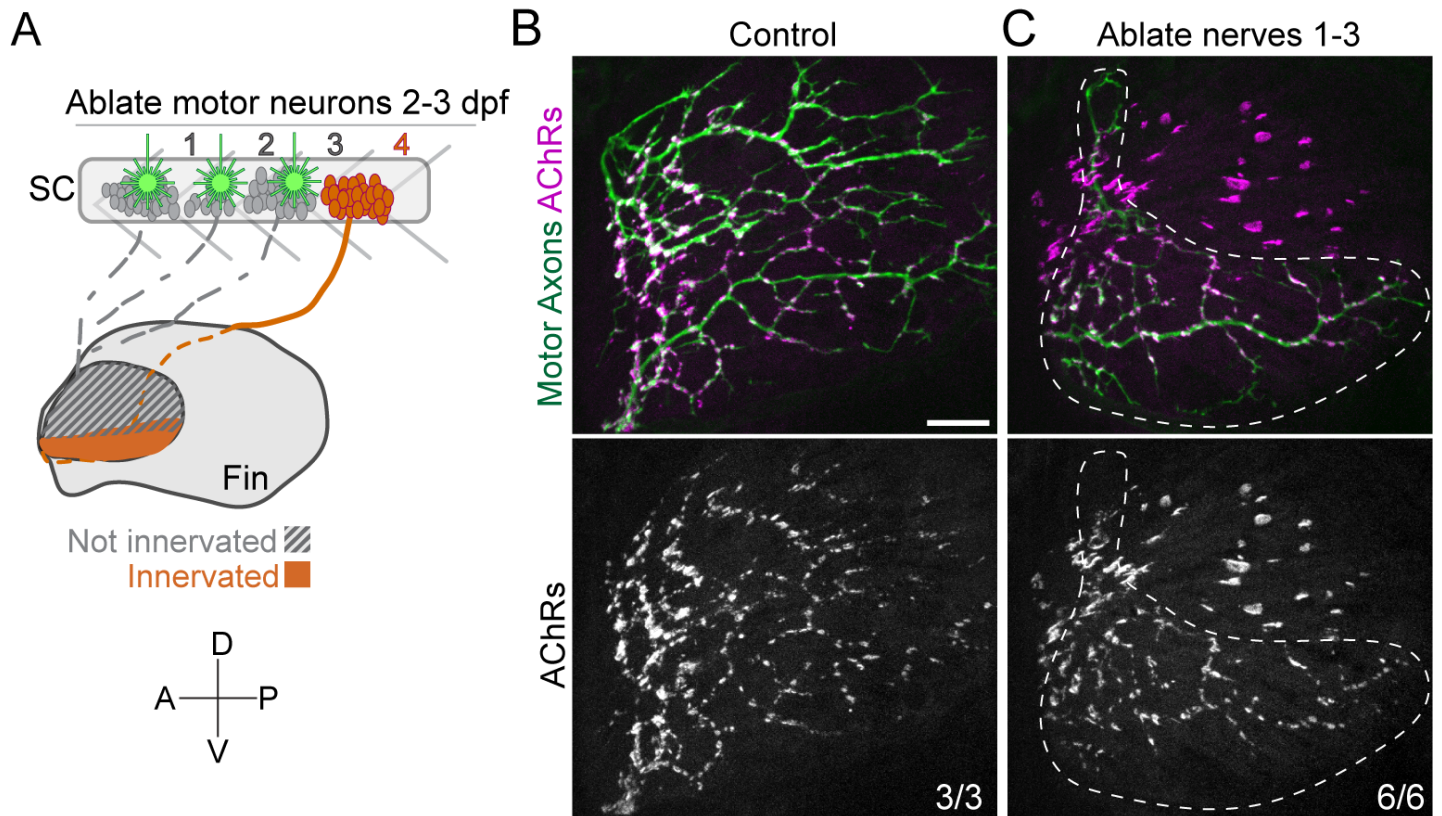 A
Ablate motor neurons 2-3 dpf
1 2 3 4
SC
Fin
Not innervated
Innervated
D
A P
V
B
Control
C
Ablate nerves 1-3
Motor Axons AChRs
AChRs
3/3
6/6